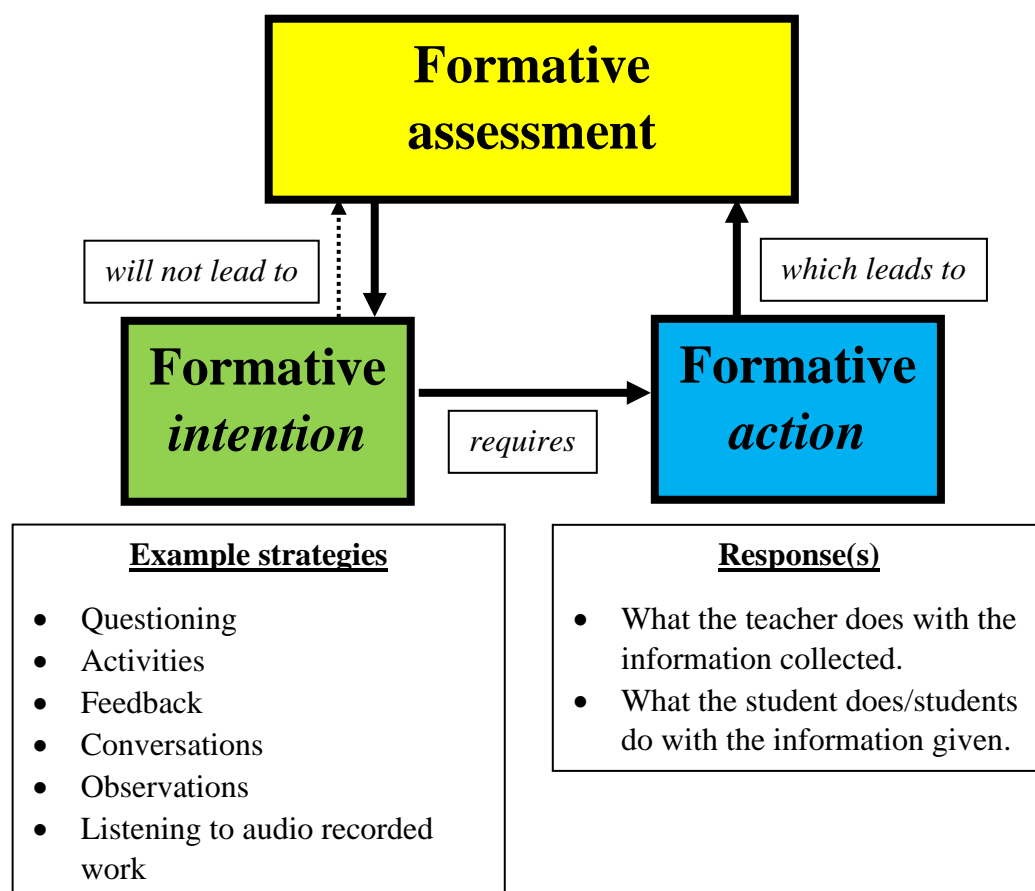 Formative
assessment
will not lead to
which leads to
Formative
intention
Formative
action
requires
Example strategies
• Questioning
• Activities
• Feedback
• Conversations
• Observations
• Listening to audio recorded
work
Response(s)
• What the teacher does with the
information collected.
• What the student does/students
do with the information given.